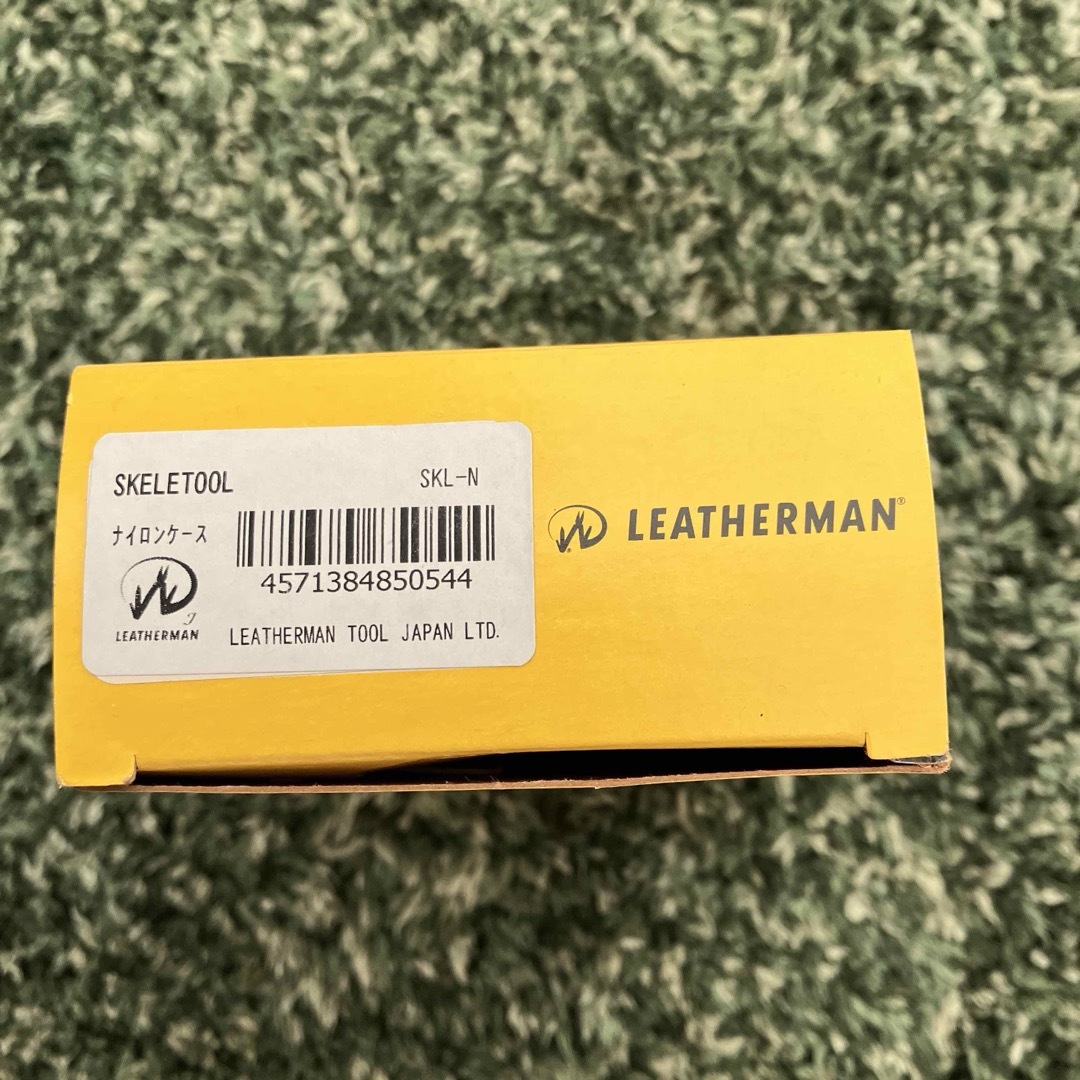 SKELETOOL SKL-N
ナイロンケース
4571384850544
LEATHERMAN
LEATHERMAN TOOL JAPAN LTD.
LEATHERMAN®